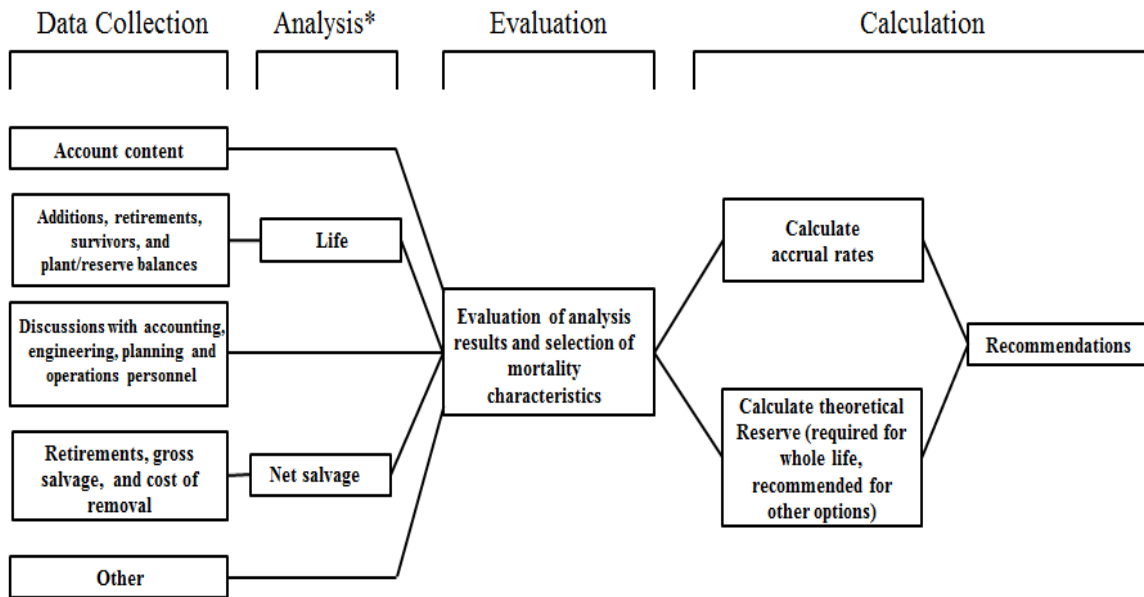 Data Collection
Analysis*
Evaluation
Calculation
Account content
Additions, retirements,
survivors, and
plant/reserve balances
Life
Discussions with accounting,
engineering, planning and
operations personnel
Retirements, gross
salvage, and cost of
removal
Net salvage
Other
Evaluation of analysis
results and selection of
mortality
characteristics
Calculate
accrual rates
Calculate theoretical
Reserve (required for
whole life,
recommended for
other options)
Recommendations